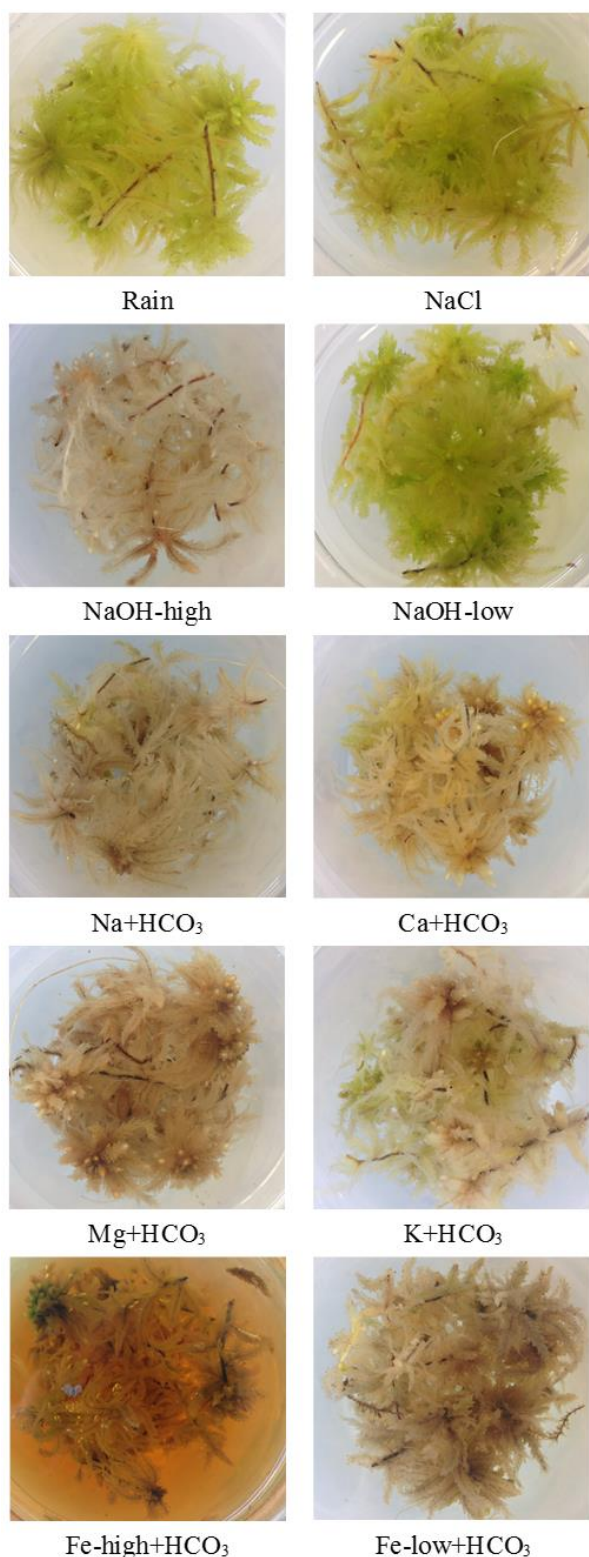 Rain NaCl
NaOH-high NaOH-low
Na+HCO₃ Ca+HCO₃
Mg+HCO₃ K+HCO₃
Fe-high+HCO₃ Fe-low+HCO₃